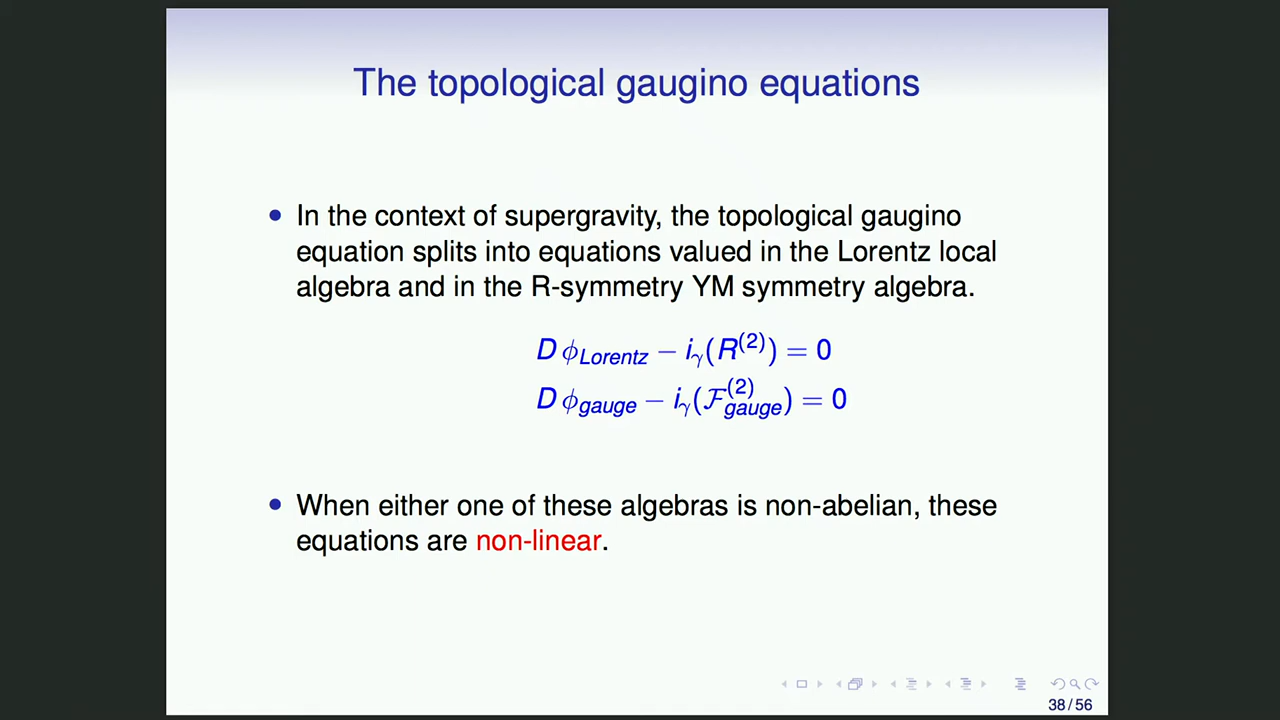 The topological gaugino equations
• In the context of supergravity, the topological gaugino
equation splits into equations valued in the Lorentz local
algebra and in the R-symmetry YM symmetry algebra.
D ϕ_Lorentz − i_γ(R^(2)) = 0
D ϕ_gauge − i_γ(ℱ^(2)_gauge) = 0
• When either one of these algebras is non-abelian, these
equations are non-linear.
38 / 56